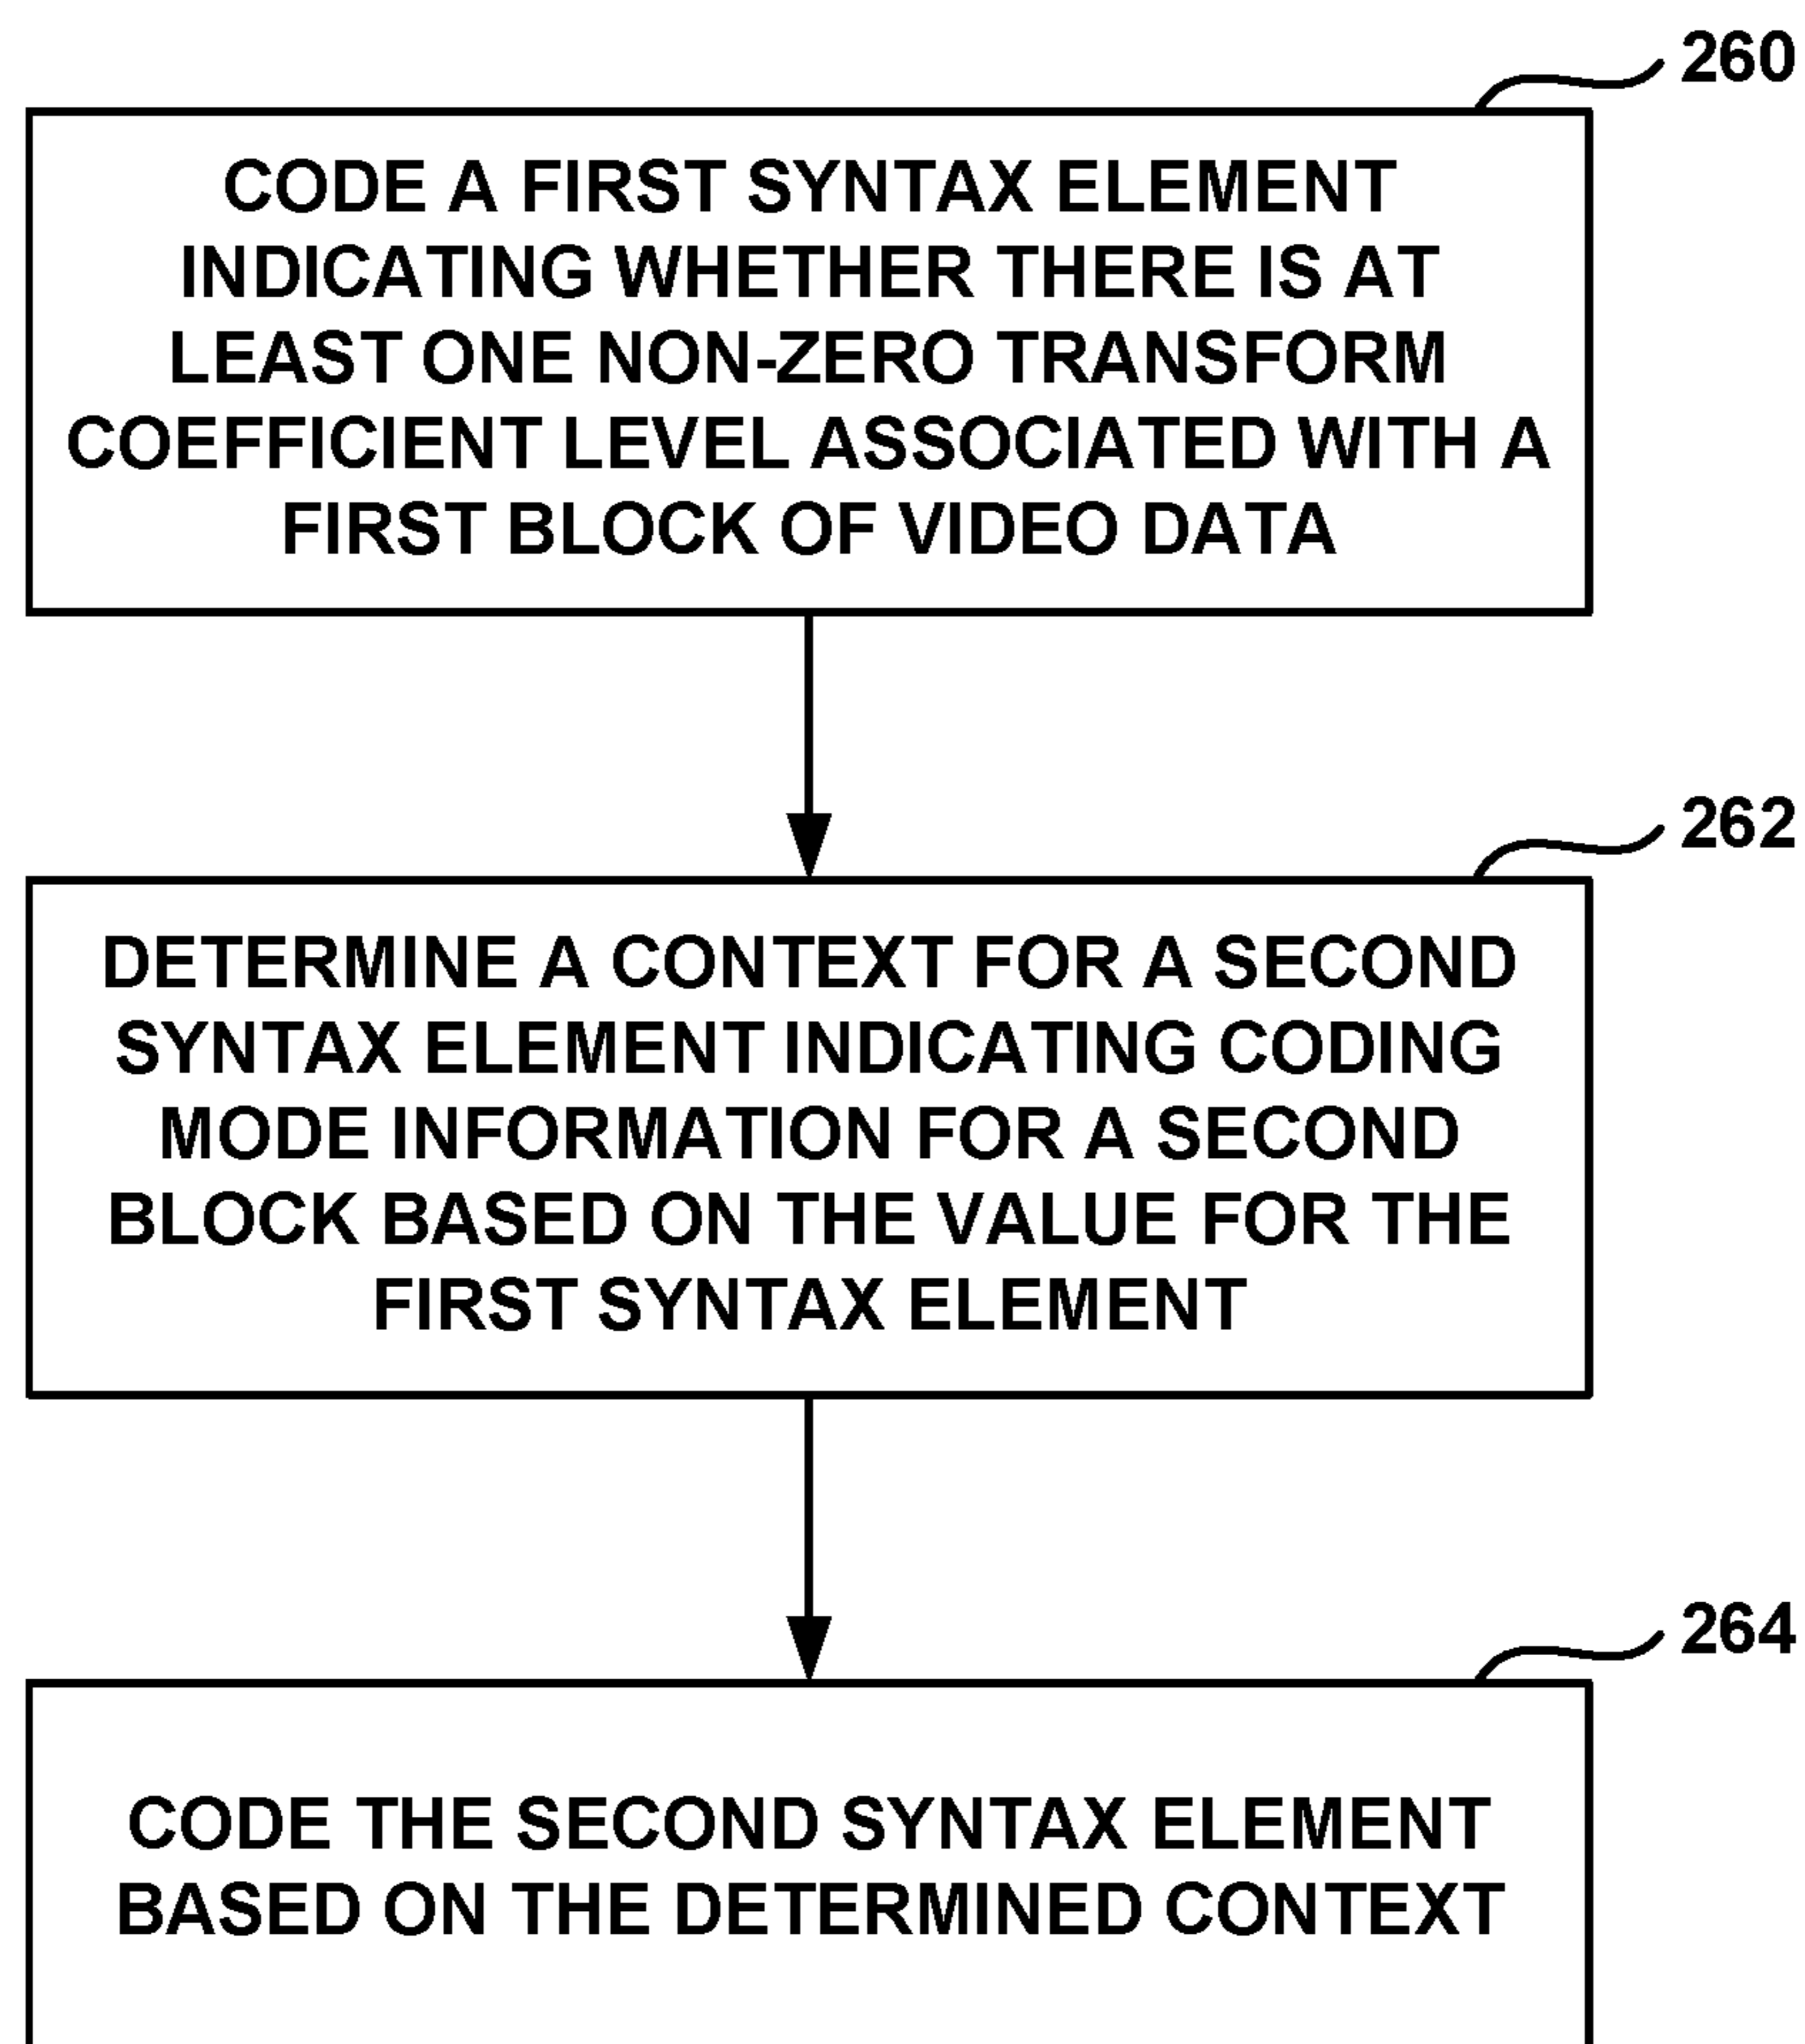 260
CODE A FIRST SYNTAX ELEMENT
INDICATING WHETHER THERE IS AT
LEAST ONE NON-ZERO TRANSFORM
COEFFICIENT LEVEL ASSOCIATED WITH A
FIRST BLOCK OF VIDEO DATA
262
DETERMINE A CONTEXT FOR A SECOND
SYNTAX ELEMENT INDICATING CODING
MODE INFORMATION FOR A SECOND
BLOCK BASED ON THE VALUE FOR THE
FIRST SYNTAX ELEMENT
264
CODE THE SECOND SYNTAX ELEMENT
BASED ON THE DETERMINED CONTEXT